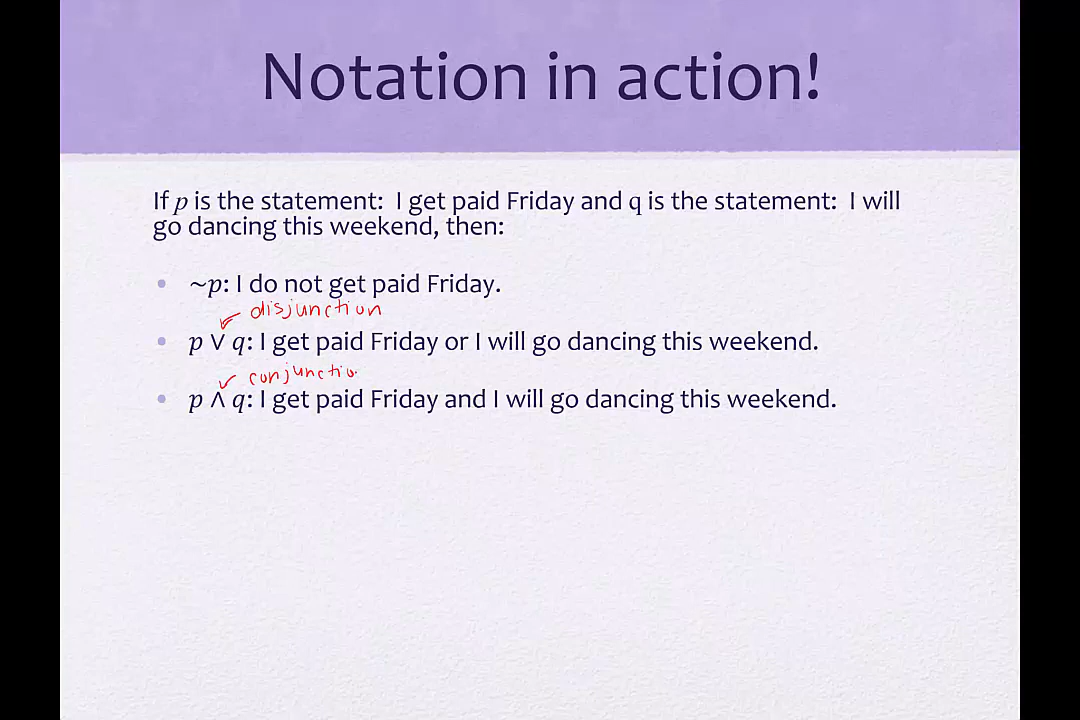 Notation in action!
If p is the statement: I get paid Friday and q is the statement: I will
go dancing this weekend, then:
• ~p: I do not get paid Friday.
disjunction
• p ∨ q: I get paid Friday or I will go dancing this weekend.
conjunctio
• p ∧ q: I get paid Friday and I will go dancing this weekend.